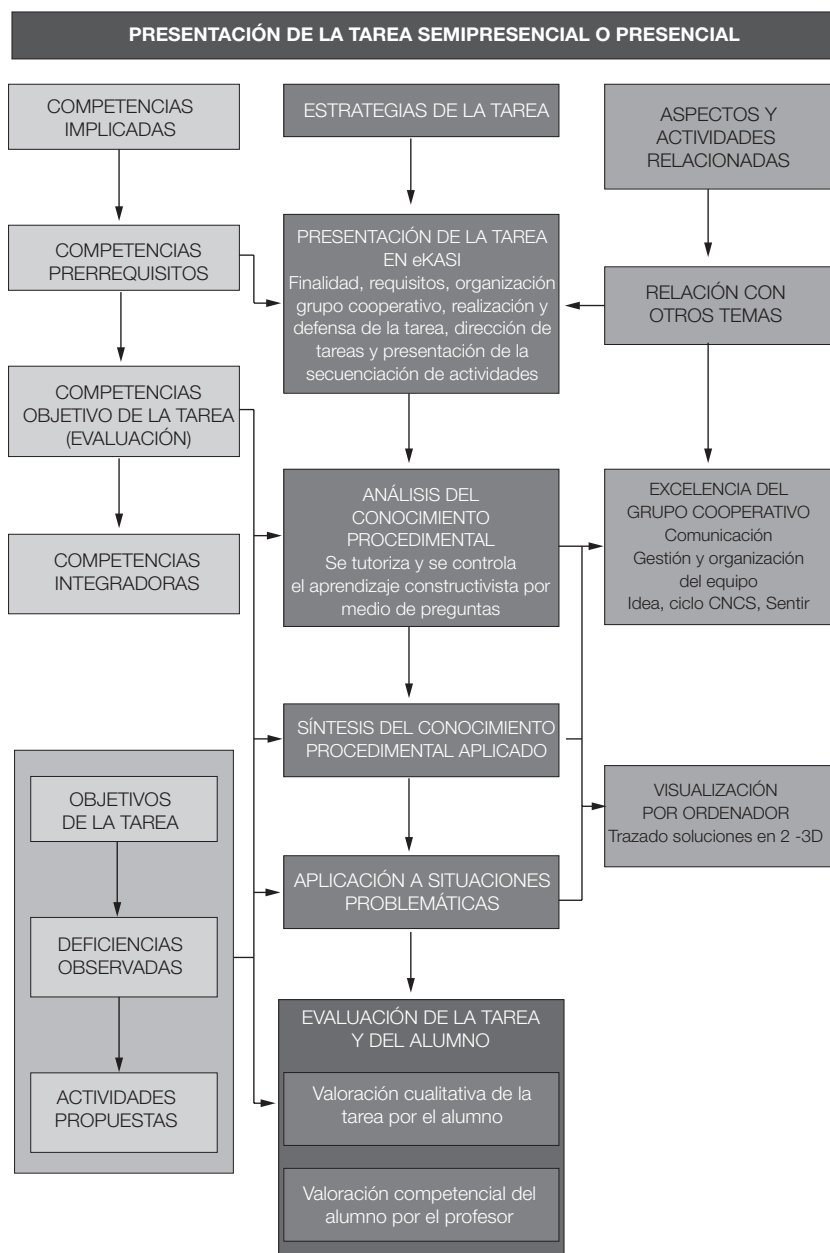 PRESENTACIÓN DE LA TAREA SEMIPRESENCIAL O PRESENCIAL
COMPETENCIAS
IMPLICADAS
COMPETENCIAS
PRERREQUISITOS
COMPETENCIAS
OBJETIVO DE LA TAREA
(EVALUACIÓN)
COMPETENCIAS
INTEGRADORAS
OBJETIVOS
DE LA TAREA
DEFICIENCIAS
OBSERVADAS
ACTIVIDADES
PROPUESTAS
ESTRATEGIAS DE LA TAREA
PRESENTACIÓN DE LA TAREA
EN eKASI
Finalidad, requisitos, organización
grupo cooperativo, realización y
defensa de la tarea, dirección de
tareas y presentación de la
secuenciación de actividades
ANÁLISIS DEL
CONOCIMIENTO
PROCEDIMENTAL
Se tutoriza y se controla
el aprendizaje constructivista por
medio de preguntas
SÍNTESIS DEL CONOCIMIENTO
PROCEDIMENTAL APLICADO
APLICACIÓN A SITUACIONES
PROBLEMÁTICAS
EVALUACIÓN DE LA TAREA
Y DEL ALUMNO
Valoración cualitativa de la
tarea por el alumno
Valoración competencial del
alumno por el profesor
ASPECTOS Y
ACTIVIDADES
RELACIONADAS
RELACIÓN CON
OTROS TEMAS
EXCELENCIA DEL
GRUPO COOPERATIVO
Comunicación
Gestión y organización
del equipo
Idea, ciclo CNCS, Sentir
VISUALIZACIÓN
POR ORDENADOR
Trazado soluciones en 2 -3D